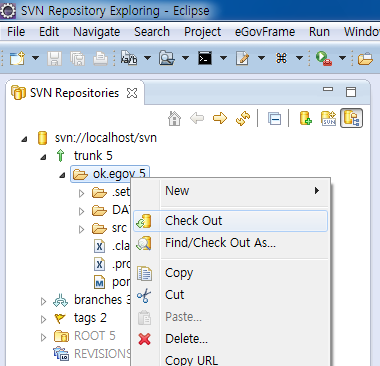 SVN Repository Exploring - Eclipse
File Edit Navigate Search Project eGovFrame Run Window
SVN Repositories
svn://localhost/svn
trunk 5
ok.egov 5
.set
DAT
src
.cla
.pro
pom
branches 3
tags 2
ROOT 5
REVISIONS
New
Check Out
Find/Check Out As...
Copy
Cut
Paste...
Delete...
Copy URL